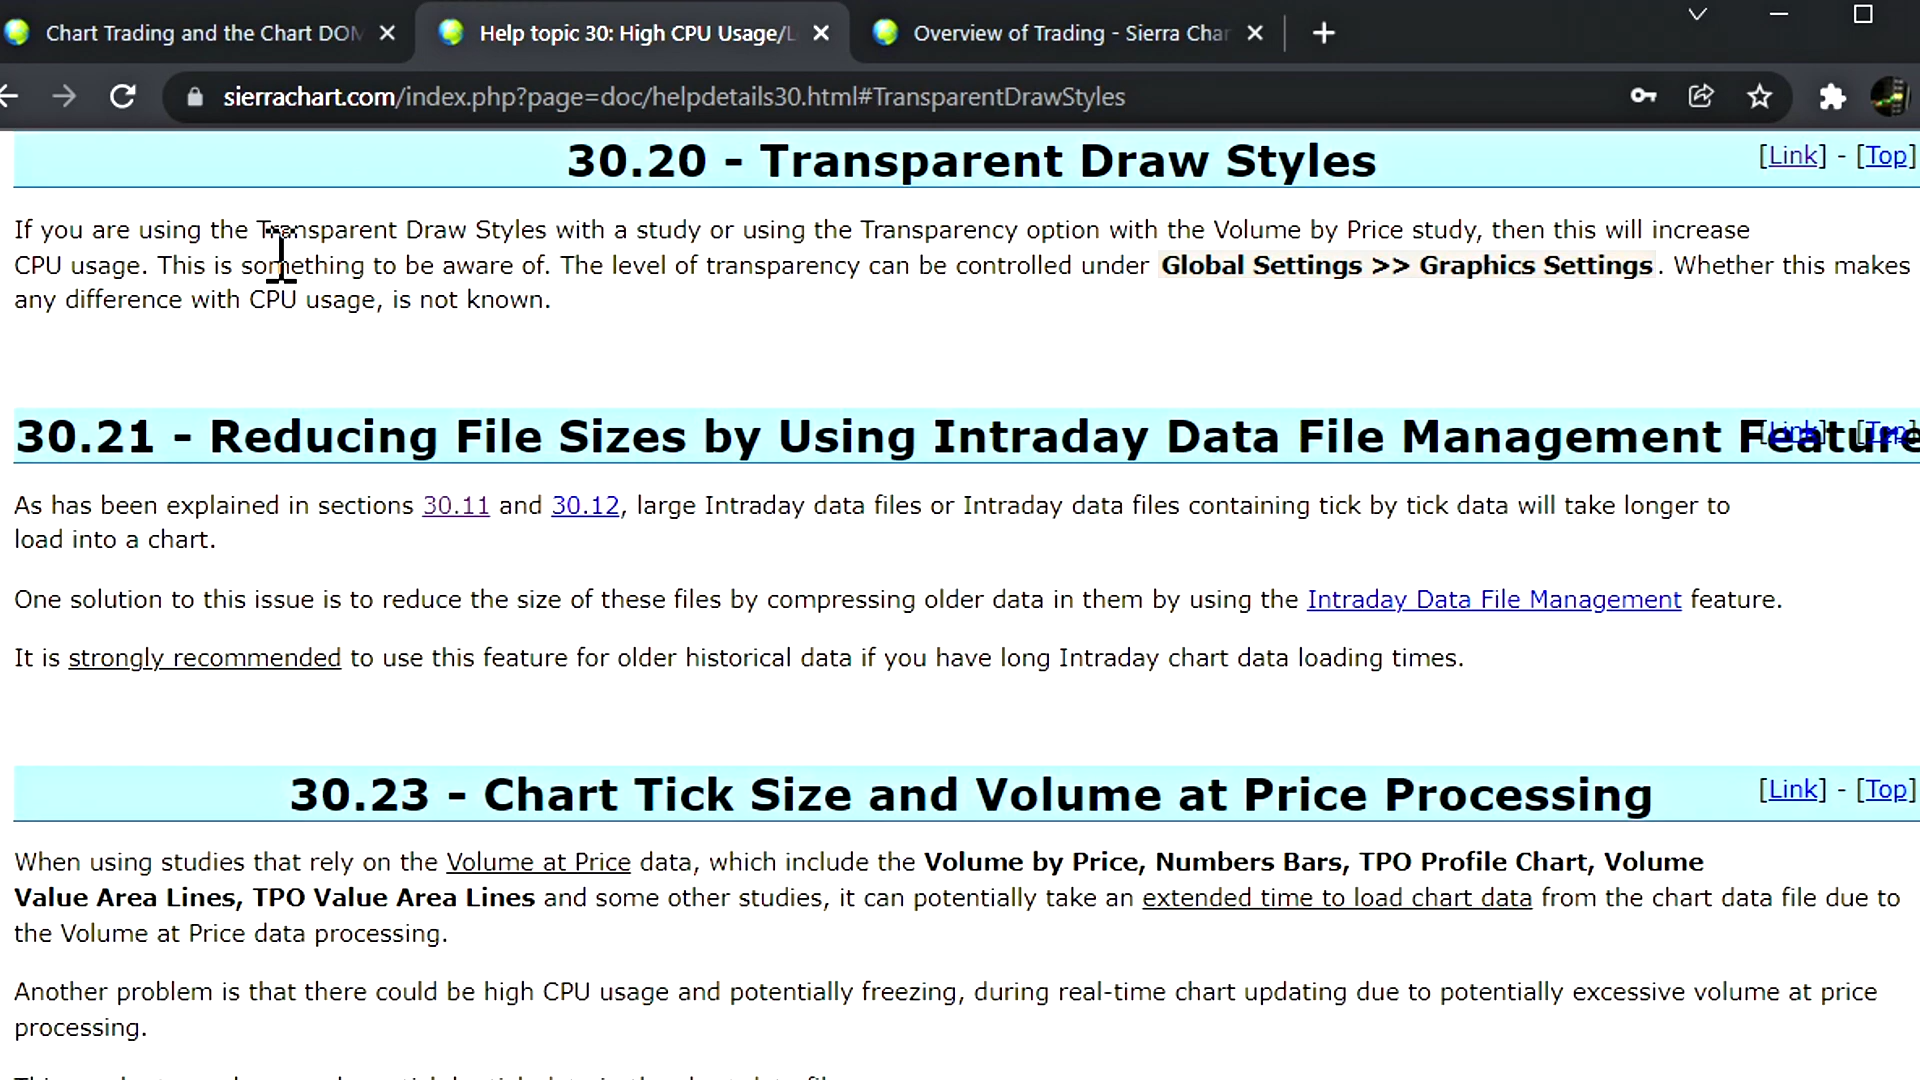 Chart Trading and the Chart DOM
Help topic 30: High CPU Usage/L
Overview of Trading - Sierra Char
sierrachart.com/index.php?page=doc/helpdetails30.html#TransparentDrawStyles
30.20 - Transparent Draw Styles
[Link] - [Top]
If you are using the Transparent Draw Styles with a study or using the Transparency option with the Volume by Price study, then this will increase
CPU usage. This is something to be aware of. The level of transparency can be controlled under Global Settings >> Graphics Settings. Whether this makes
any difference with CPU usage, is not known.
30.21 - Reducing File Sizes by Using Intraday Data File Management Feature
[Link] - [Top]
As has been explained in sections 30.11 and 30.12, large Intraday data files or Intraday data files containing tick by tick data will take longer to
load into a chart.
One solution to this issue is to reduce the size of these files by compressing older data in them by using the Intraday Data File Management feature.
It is strongly recommended to use this feature for older historical data if you have long Intraday chart data loading times.
30.23 - Chart Tick Size and Volume at Price Processing
[Link] - [Top]
When using studies that rely on the Volume at Price data, which include the Volume by Price, Numbers Bars, TPO Profile Chart, Volume
Value Area Lines, TPO Value Area Lines and some other studies, it can potentially take an extended time to load chart data from the chart data file due to
the Volume at Price data processing.
Another problem is that there could be high CPU usage and potentially freezing, during real-time chart updating due to potentially excessive volume at price
processing.